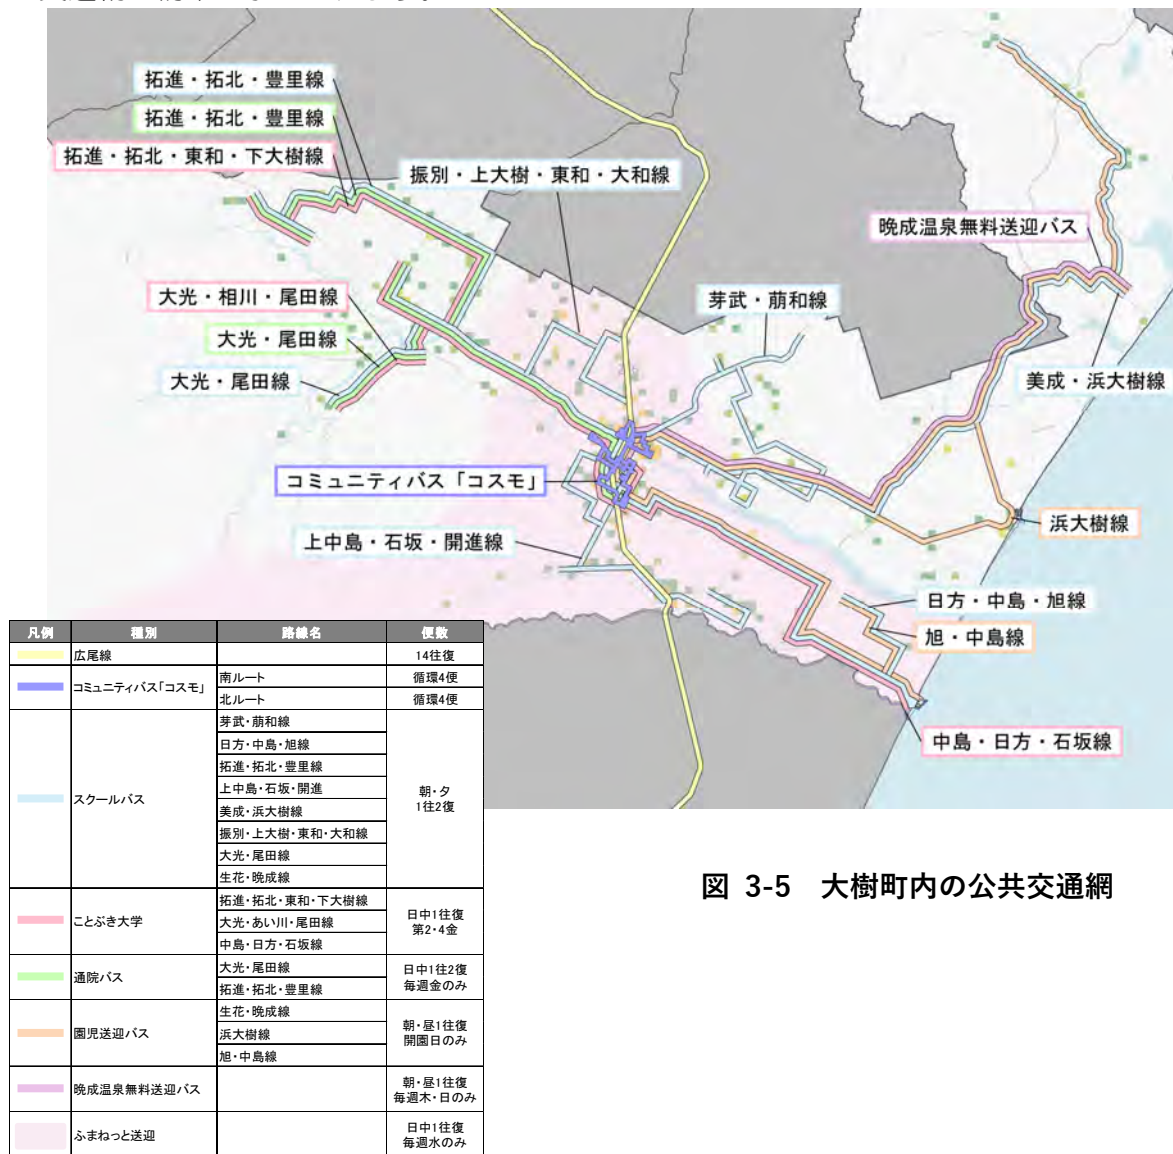 拓進・拓北・豊里線
拓進・拓北・豊里線
拓進・拓北・東和・下大樹線
振別・上大樹・東和・大和線
晩成温泉無料送迎バス
大光・相川・尾田線
芽武・萠和線
大光・尾田線
大光・尾田線
美成・浜大樹線
コミュニティバス「コスモ」
浜大樹線
上中島・石坂・開進線
日方・中島・旭線
旭・中島線
中島・日方・石坂線
凡例 種別 路線名 便数
広尾線 14往復
コミュニティバス「コスモ」 南ルート 循環4便
北ルート 循環4便
スクールバス 芽武・萠和線 朝・夕 1往2復
日方・中島・旭線
拓進・拓北・豊里線
上中島・石坂・開進
美成・浜大樹線
振別・上大樹・東和・大和線
大光・尾田線
生花・晩成線
ことぶき大学 拓進・拓北・東和・下大樹線 日中1往復 第2・4金
大光・あい川・尾田線
中島・日方・石坂線
通院バス 大光・尾田線 日中1往2復 毎週金のみ
拓進・拓北・豊里線
園児送迎バス 生花・晩成線 朝・昼1往復 開園日のみ
浜大樹線
旭・中島線
晩成温泉無料送迎バス 朝・昼1往復 毎週木・日のみ
ふまねっと送迎 日中1往復 毎週水のみ
図 3-5 大樹町内の公共交通網